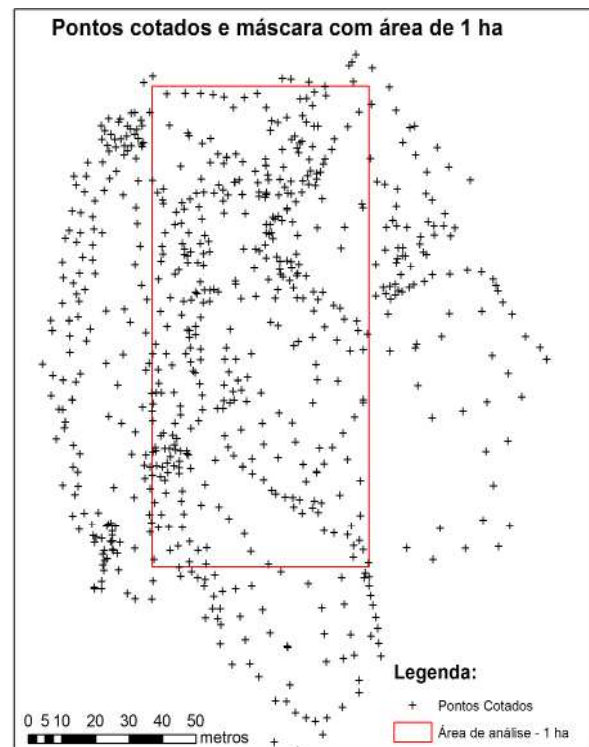 Pontos cotados e máscara com área de 1 ha
Legenda:
Pontos Cotados
Área de análise - 1 ha
0 5 10 20 30 40 50
metros